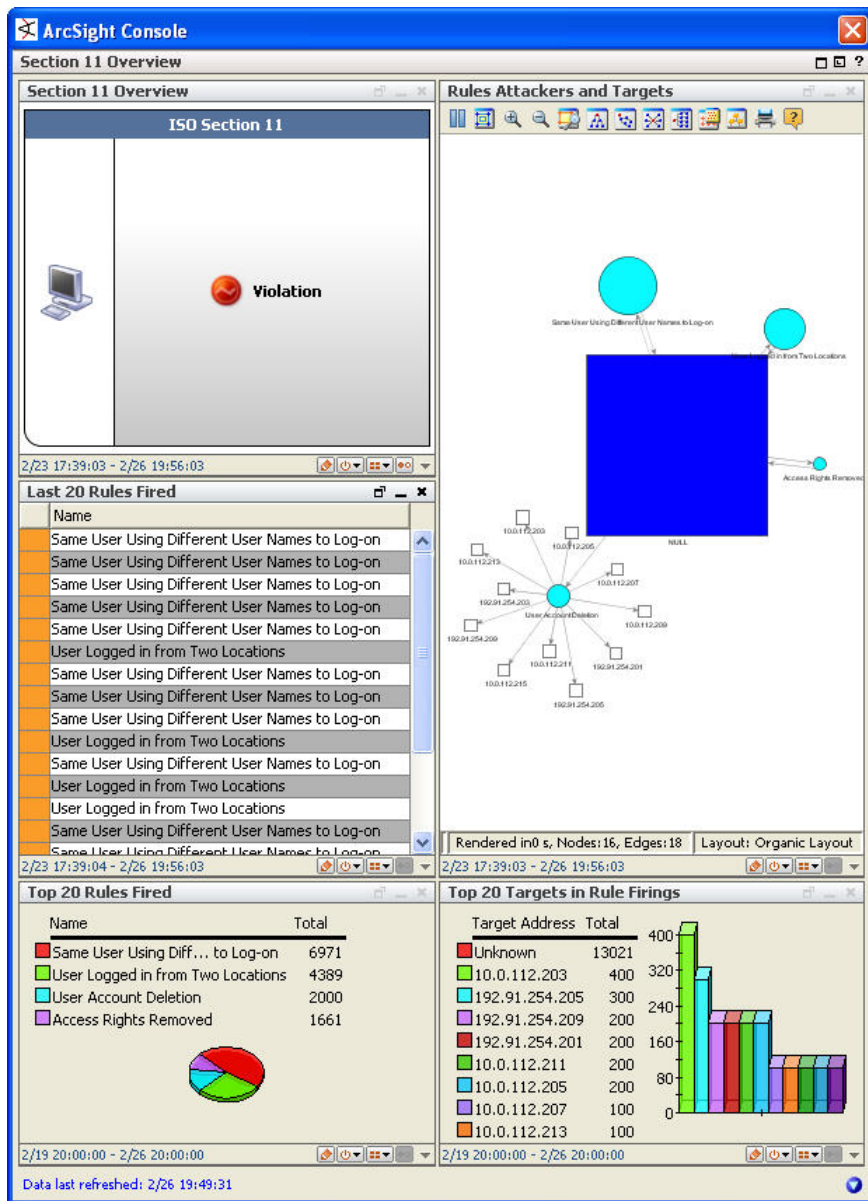 ArcSight Console
Section 11 Overview
Section 11 Overview
ISO Section 11
Violation
2/23 17:39:03 - 2/26 19:56:03
Rules Attackers and Targets
Same User Using Different User Names to Log-on
Logged in from Two Locations
Access Rights Removed
NULL
10.0.112.203
10.0.112.205
10.0.112.213
10.0.112.207
192.91.254.203
User Account Deletion
10.0.112.209
192.91.254.209
10.0.112.211
192.91.254.201
10.0.112.215
192.91.254.205
Rendered in0 s, Nodes:16, Edges:18
Layout: Organic Layout
2/23 17:39:03 - 2/26 19:56:03
Last 20 Rules Fired
Name
Same User Using Different User Names to Log-on
Same User Using Different User Names to Log-on
Same User Using Different User Names to Log-on
Same User Using Different User Names to Log-on
Same User Using Different User Names to Log-on
User Logged in from Two Locations
Same User Using Different User Names to Log-on
Same User Using Different User Names to Log-on
Same User Using Different User Names to Log-on
User Logged in from Two Locations
Same User Using Different User Names to Log-on
User Logged in from Two Locations
User Logged in from Two Locations
Same User Using Different User Names to Log-on
Same User Using Different User Names to Log-on
2/23 17:39:04 - 2/26 19:56:03
Top 20 Rules Fired
Name Total
Same User Using Diff... to Log-on 6971
User Logged in from Two Locations 4389
User Account Deletion 2000
Access Rights Removed 1661
2/19 20:00:00 - 2/26 20:00:00
Top 20 Targets in Rule Firings
Target Address Total
Unknown 13021
10.0.112.203 400
192.91.254.205 300
192.91.254.209 200
192.91.254.201 200
10.0.112.211 200
10.0.112.205 200
10.0.112.207 100
10.0.112.213 100
400
320
240
160
80
0
2/19 20:00:00 - 2/26 20:00:00
Data last refreshed: 2/26 19:49:31